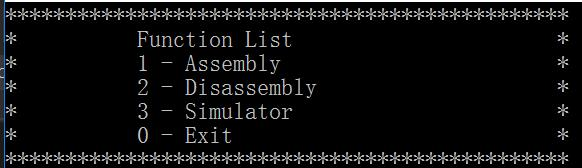 ************************************************
*          Function List                       *
*          1 - Assembly                        *
*          2 - Disassembly                     *
*          3 - Simulator                       *
*          0 - Exit                            *
************************************************